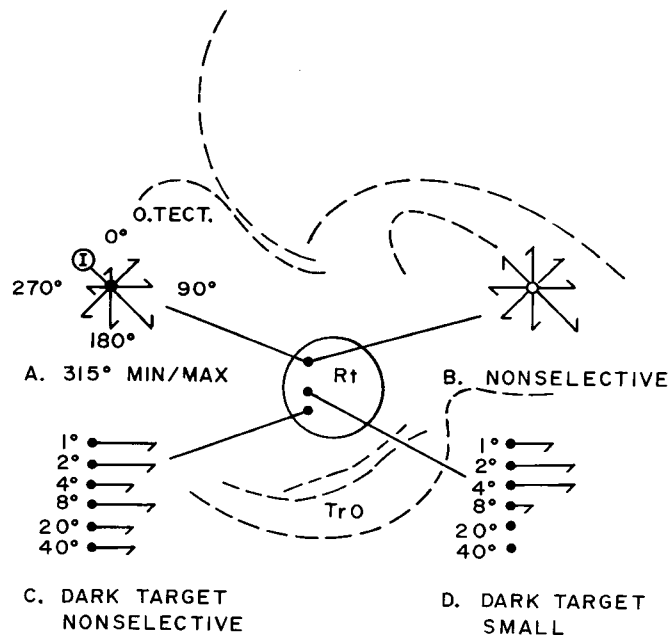 O.TECT.
0°
I
270°
90°
180°
A. 315° MIN/MAX
Rt
B. NONSELECTIVE
1°
2°
4°
8°
20°
40°
TrO
1°
2°
4°
8°
20°
40°
C. DARK TARGET
NONSELECTIVE
D. DARK TARGET
SMALL